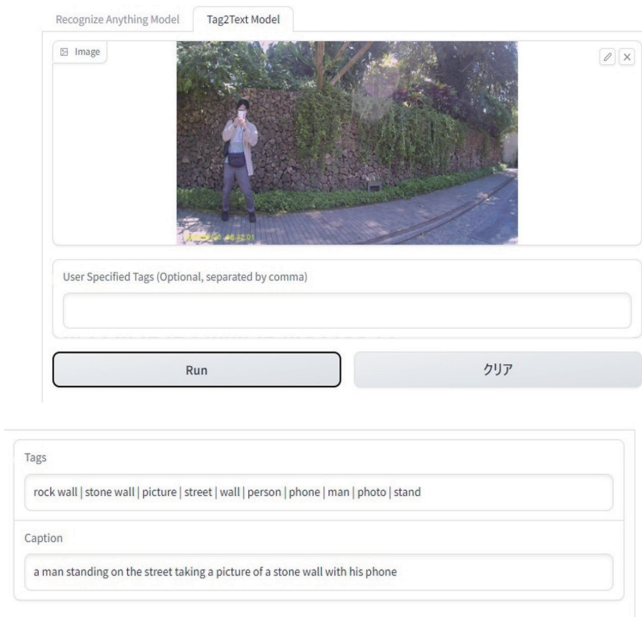 Recognize Anything Model
Tag2Text Model
Image
User Specified Tags (Optional, separated by comma)
Run
クリア
Tags
rock wall | stone wall | picture | street | wall | person | phone | man | photo | stand
Caption
a man standing on the street taking a picture of a stone wall with his phone